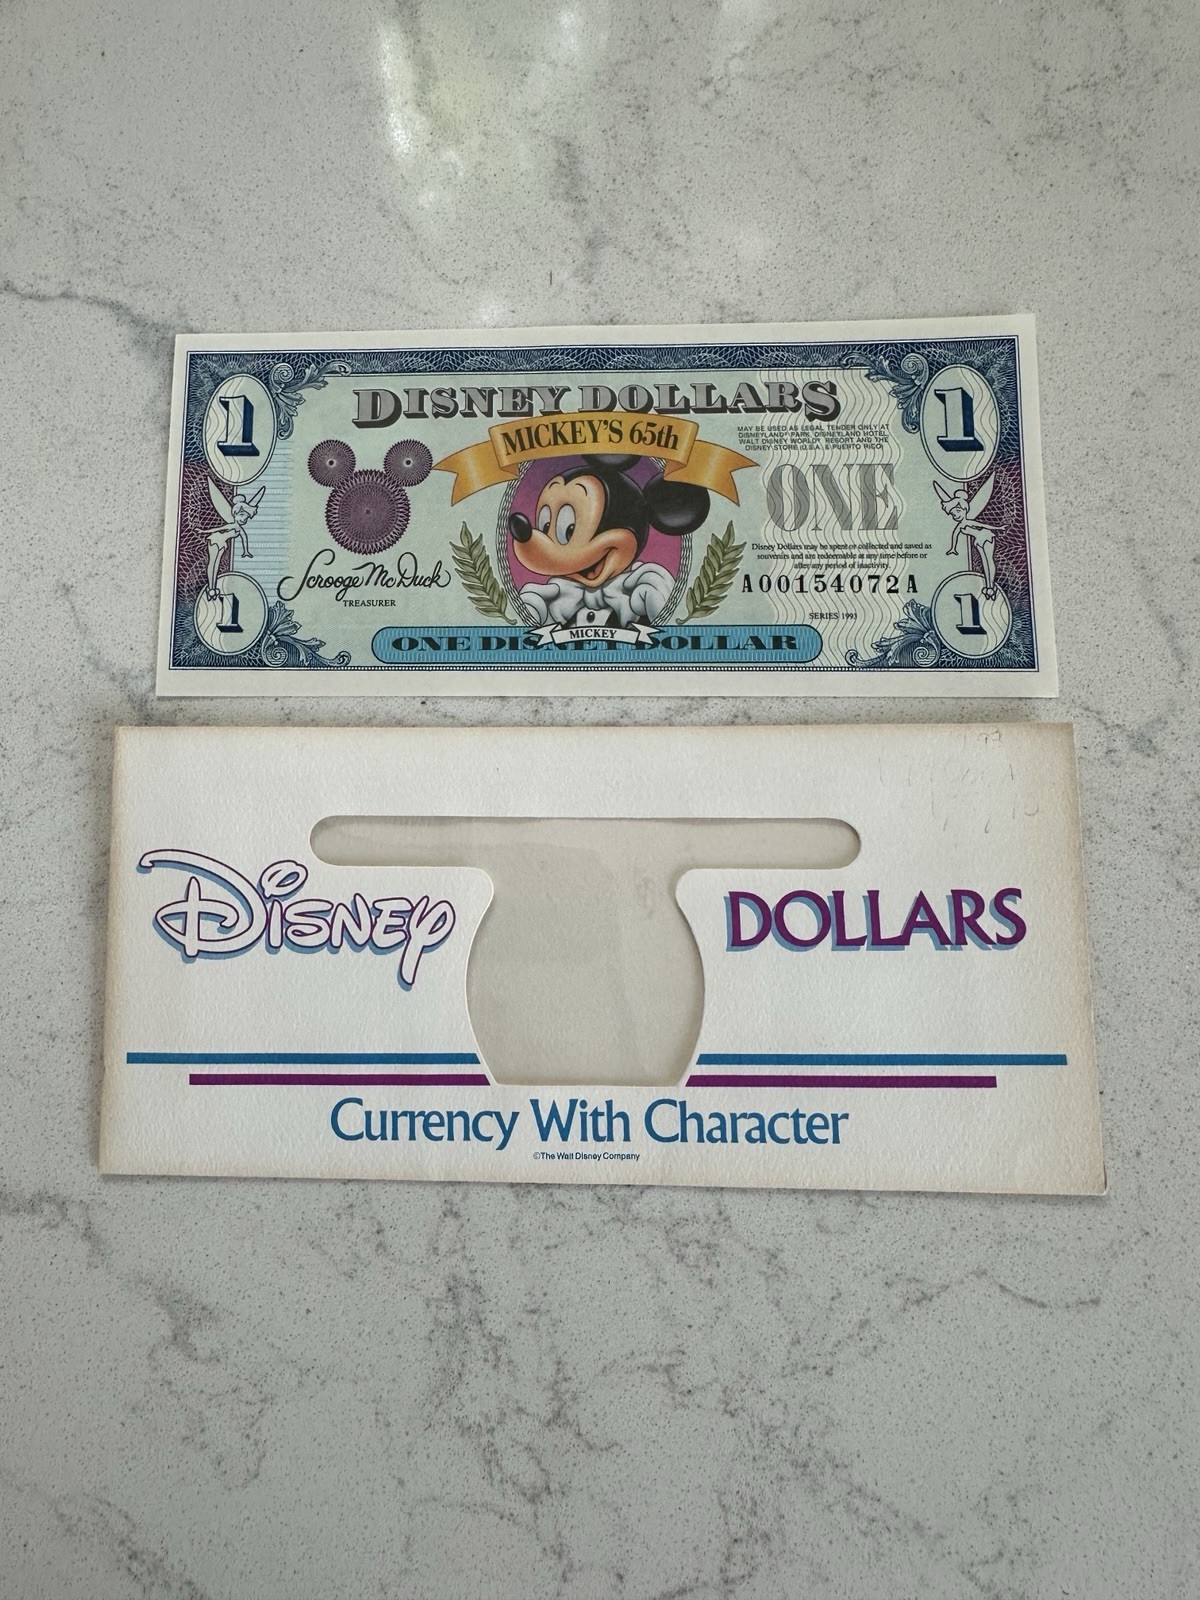 DISNEY DOLLARS
MICKEY'S 65th
1
1
MAY BE USED AS LEGAL TENDER ONLY AT
DISNEYLAND® PARK, DISNEYLAND HOTEL,
WALT DISNEY WORLD® RESORT AND THE
DISNEY STORE (U.S.A. & PUERTO RICO)
ONE
Disney Dollars may be spent or collected and saved as
souvenirs and are redeemable at any time before or
after any period of inactivity.
Scrooge McDuck
TREASURER
A00154072A
SERIES 1993
1
1
MICKEY
ONE DISNEY DOLLAR
DISNEY DOLLARS
Currency With Character
©The Walt Disney Company